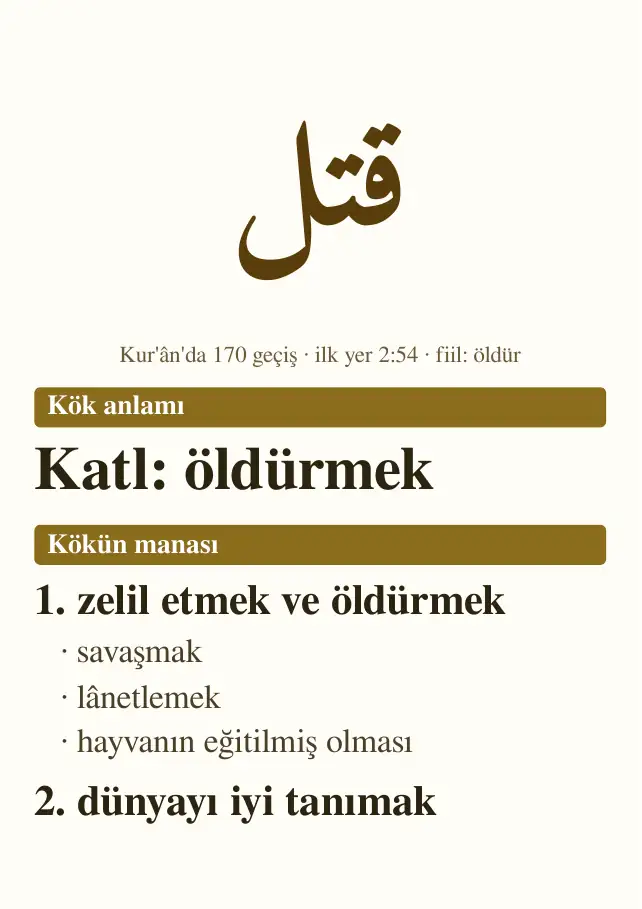 قتل
Kur'ân'da 170 geçiş · ilk yer 2:54 · fiil: öldür
Kök anlamı
Katl: öldürmek
Kökün manası
1. zelil etmek ve öldürmek
· savaşmak
· lânetlemek
· hayvanın eğitilmiş olması
2. dünyayı iyi tanımak